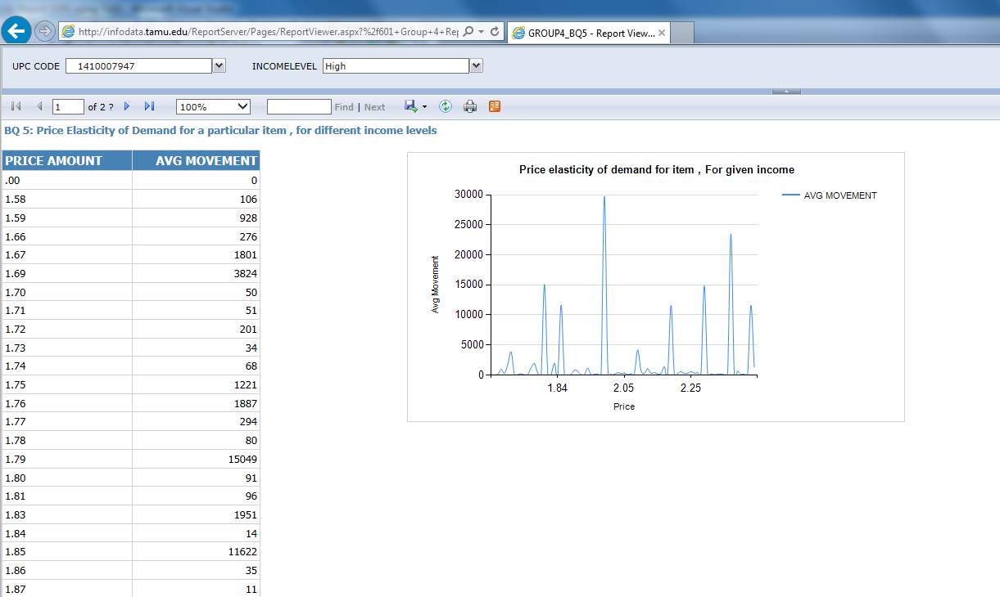 http://infodata.tamu.edu/ReportServer/Pages/ReportViewer.aspx?%2f601+Group+4+Rep
GROUP4_BQ5 - Report View...
UPC CODE 1410007947 INCOMELEVEL High
1 of 2 ? 100% Find | Next
BQ 5: Price Elasticity of Demand for a particular item , for different income levels
PRICE AMOUNT AVG MOVEMENT
.00 0
1.58 106
1.59 928
1.66 276
1.67 1801
1.69 3824
1.70 50
1.71 51
1.72 201
1.73 34
1.74 68
1.75 1221
1.76 1887
1.77 294
1.78 80
1.79 15049
1.80 91
1.81 96
1.83 1951
1.84 14
1.85 11622
1.86 35
1.87 11
Price elasticity of demand for item , For given income
AVG MOVEMENT
30000
25000
20000
15000
10000
5000
0
Avg Movement
1.84 2.05 2.25
Price